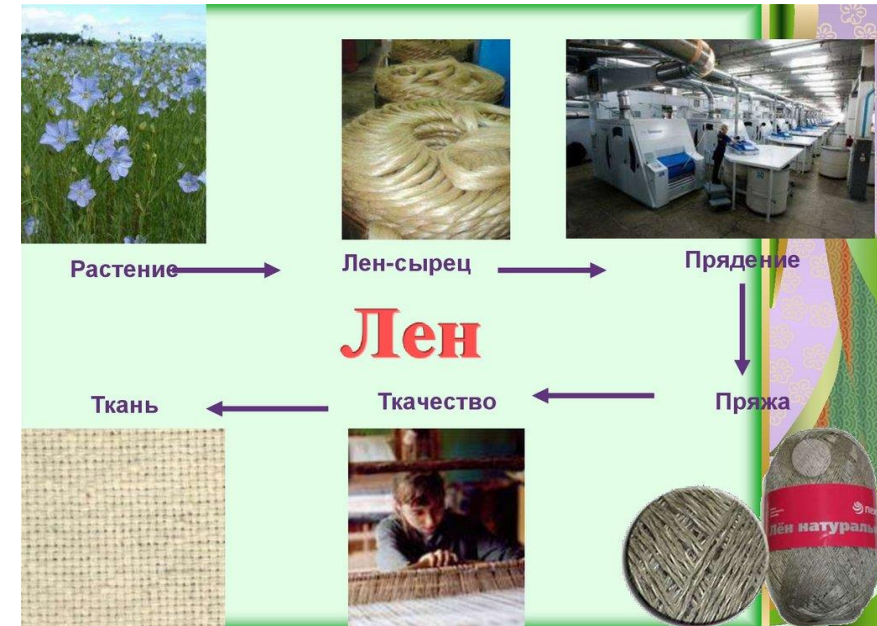 Растение
Лен-сырец
Прядение
Лен
Ткань
Ткачество
Пряжа
Лён натураль